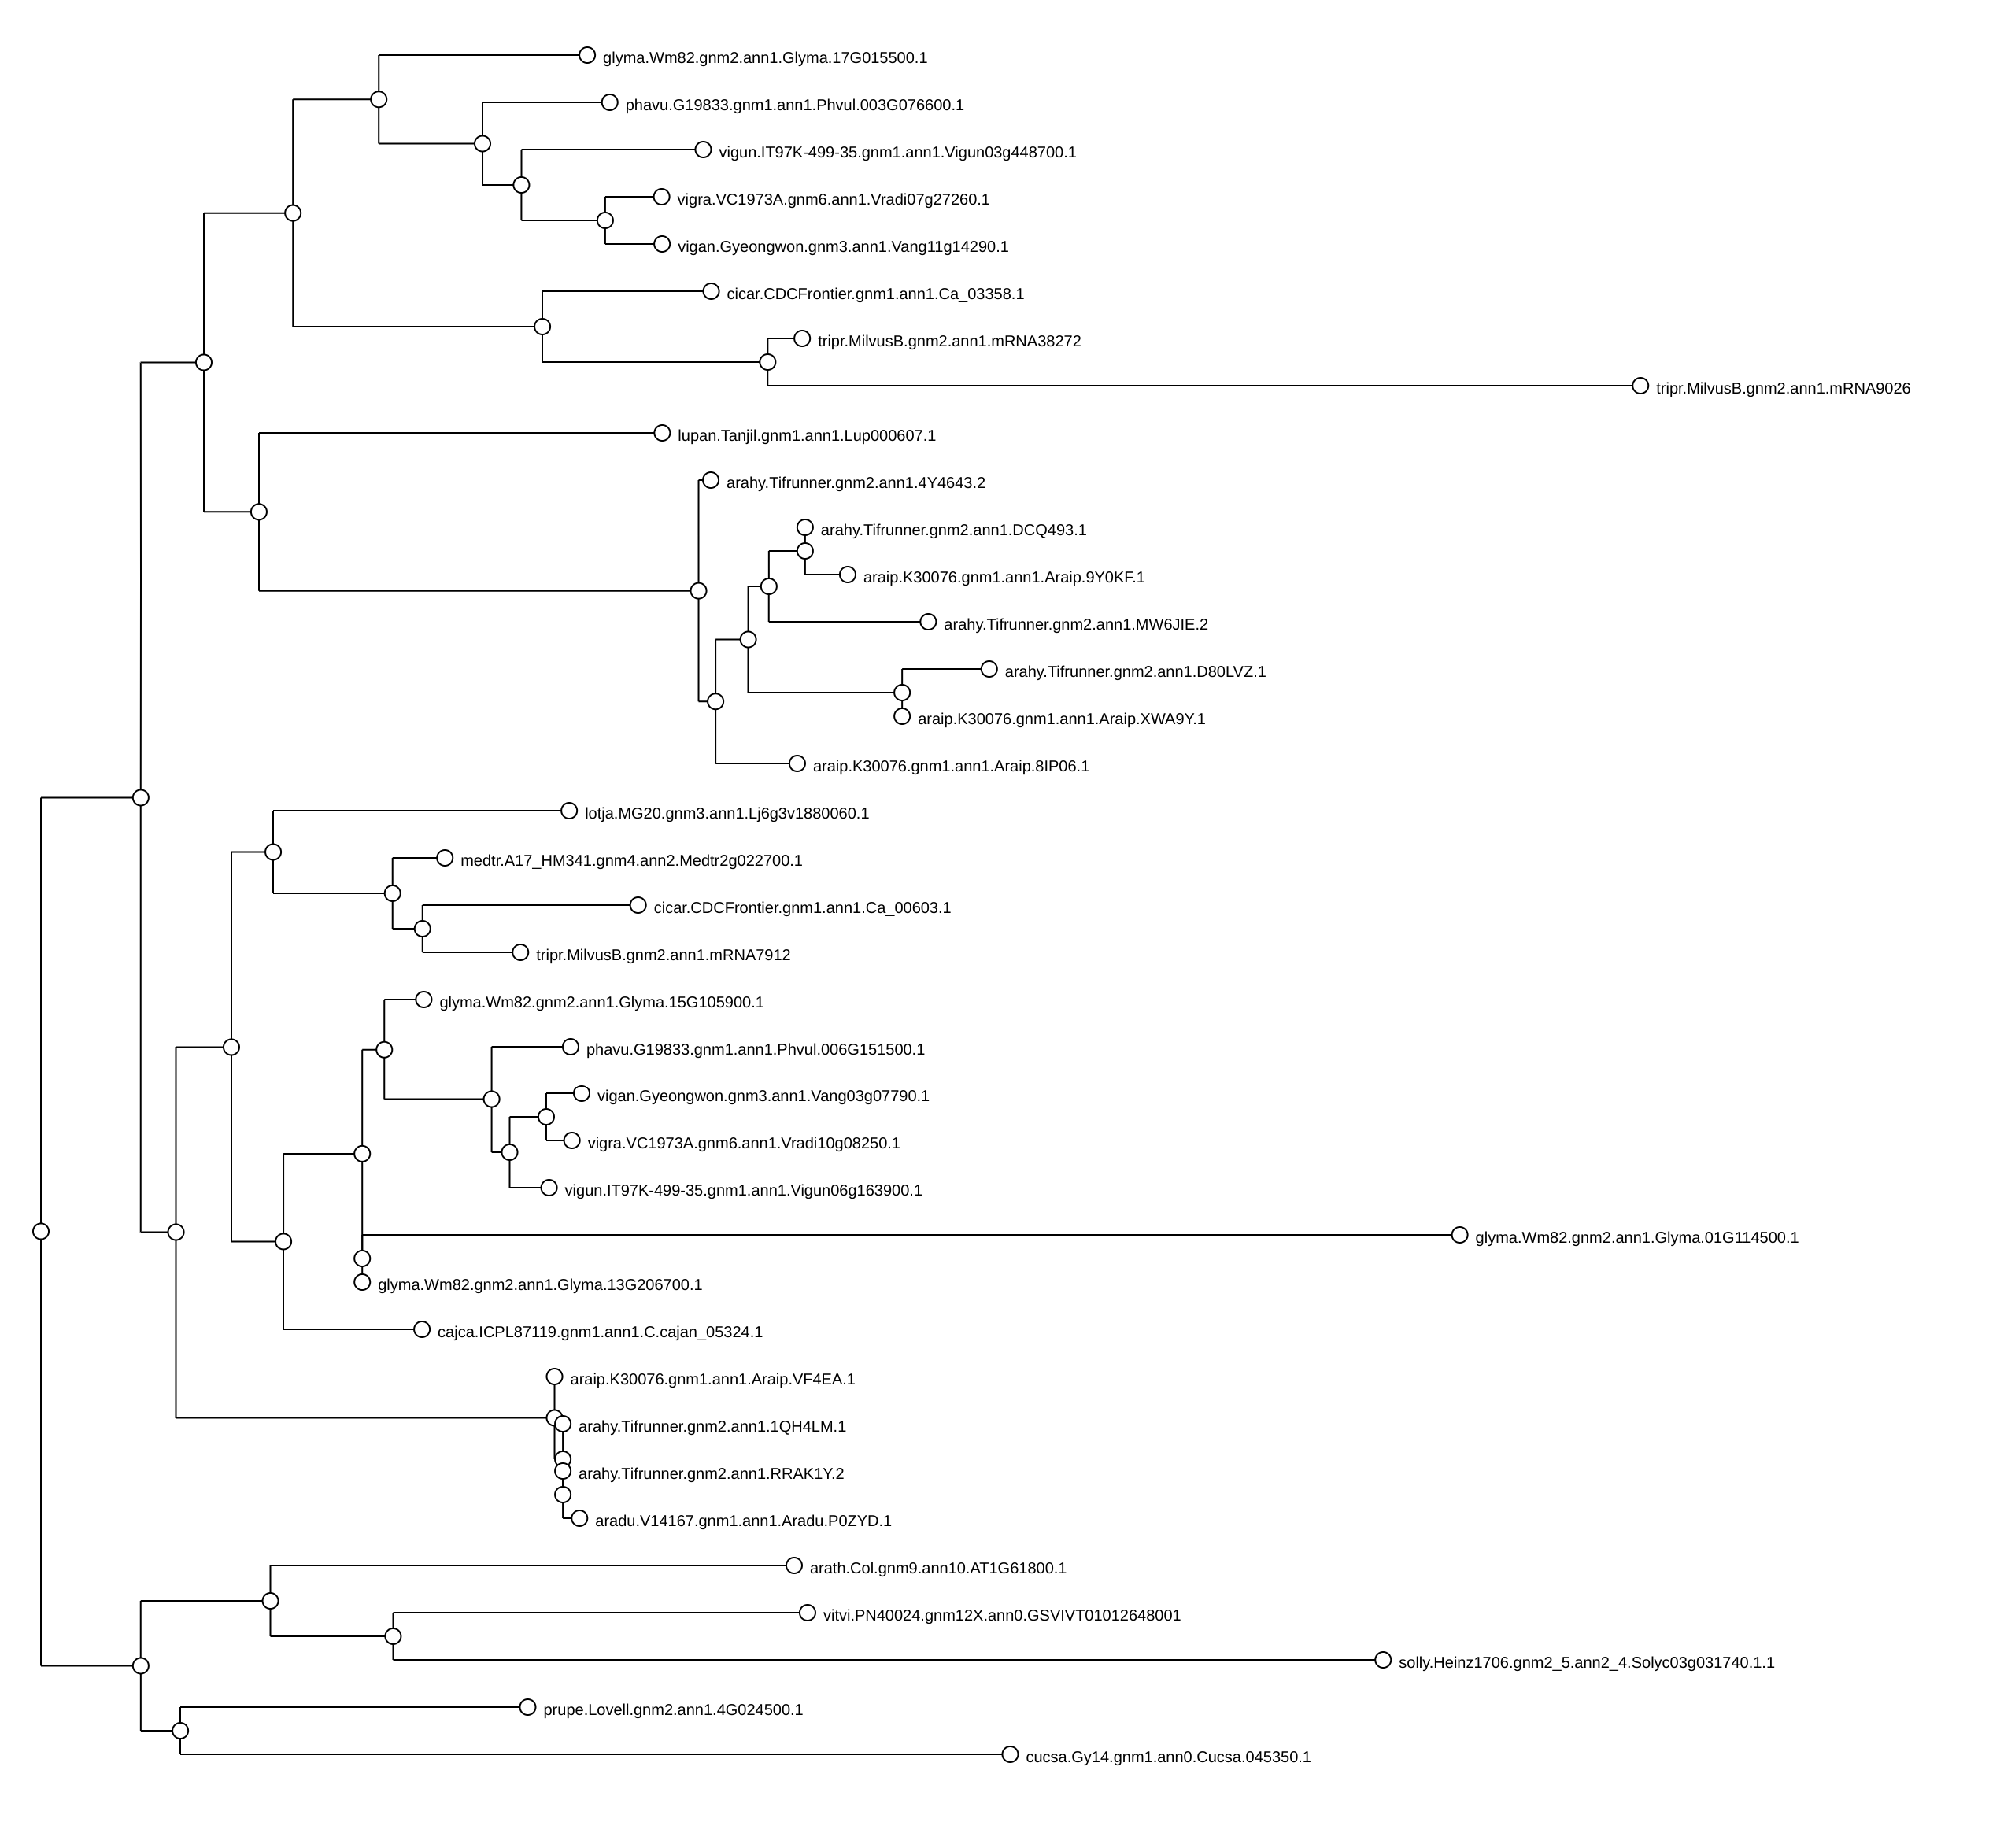 glyma.Wm82.gnm2.ann1.Glyma.17G015500.1
phavu.G19833.gnm1.ann1.Phvul.003G076600.1
vigun.IT97K-499-35.gnm1.ann1.Vigun03g448700.1
vigra.VC1973A.gnm6.ann1.Vradi07g27260.1
vigan.Gyeongwon.gnm3.ann1.Vang11g14290.1
cicar.CDCFrontier.gnm1.ann1.Ca_03358.1
tripr.MilvusB.gnm2.ann1.mRNA38272
tripr.MilvusB.gnm2.ann1.mRNA9026
lupan.Tanjil.gnm1.ann1.Lup000607.1
arahy.Tifrunner.gnm2.ann1.4Y4643.2
arahy.Tifrunner.gnm2.ann1.DCQ493.1
araip.K30076.gnm1.ann1.Araip.9Y0KF.1
arahy.Tifrunner.gnm2.ann1.MW6JIE.2
arahy.Tifrunner.gnm2.ann1.D80LVZ.1
araip.K30076.gnm1.ann1.Araip.XWA9Y.1
araip.K30076.gnm1.ann1.Araip.8IP06.1
lotja.MG20.gnm3.ann1.Lj6g3v1880060.1
medtr.A17_HM341.gnm4.ann2.Medtr2g022700.1
cicar.CDCFrontier.gnm1.ann1.Ca_00603.1
tripr.MilvusB.gnm2.ann1.mRNA7912
glyma.Wm82.gnm2.ann1.Glyma.15G105900.1
phavu.G19833.gnm1.ann1.Phvul.006G151500.1
vigan.Gyeongwon.gnm3.ann1.Vang03g07790.1
vigra.VC1973A.gnm6.ann1.Vradi10g08250.1
vigun.IT97K-499-35.gnm1.ann1.Vigun06g163900.1
glyma.Wm82.gnm2.ann1.Glyma.01G114500.1
glyma.Wm82.gnm2.ann1.Glyma.13G206700.1
cajca.ICPL87119.gnm1.ann1.C.cajan_05324.1
araip.K30076.gnm1.ann1.Araip.VF4EA.1
arahy.Tifrunner.gnm2.ann1.1QH4LM.1
arahy.Tifrunner.gnm2.ann1.RRAK1Y.2
aradu.V14167.gnm1.ann1.Aradu.P0ZYD.1
arath.Col.gnm9.ann10.AT1G61800.1
vitvi.PN40024.gnm12X.ann0.GSVIVT01012648001
solly.Heinz1706.gnm2_5.ann2_4.Solyc03g031740.1.1
prupe.Lovell.gnm2.ann1.4G024500.1
cucsa.Gy14.gnm1.ann0.Cucsa.045350.1